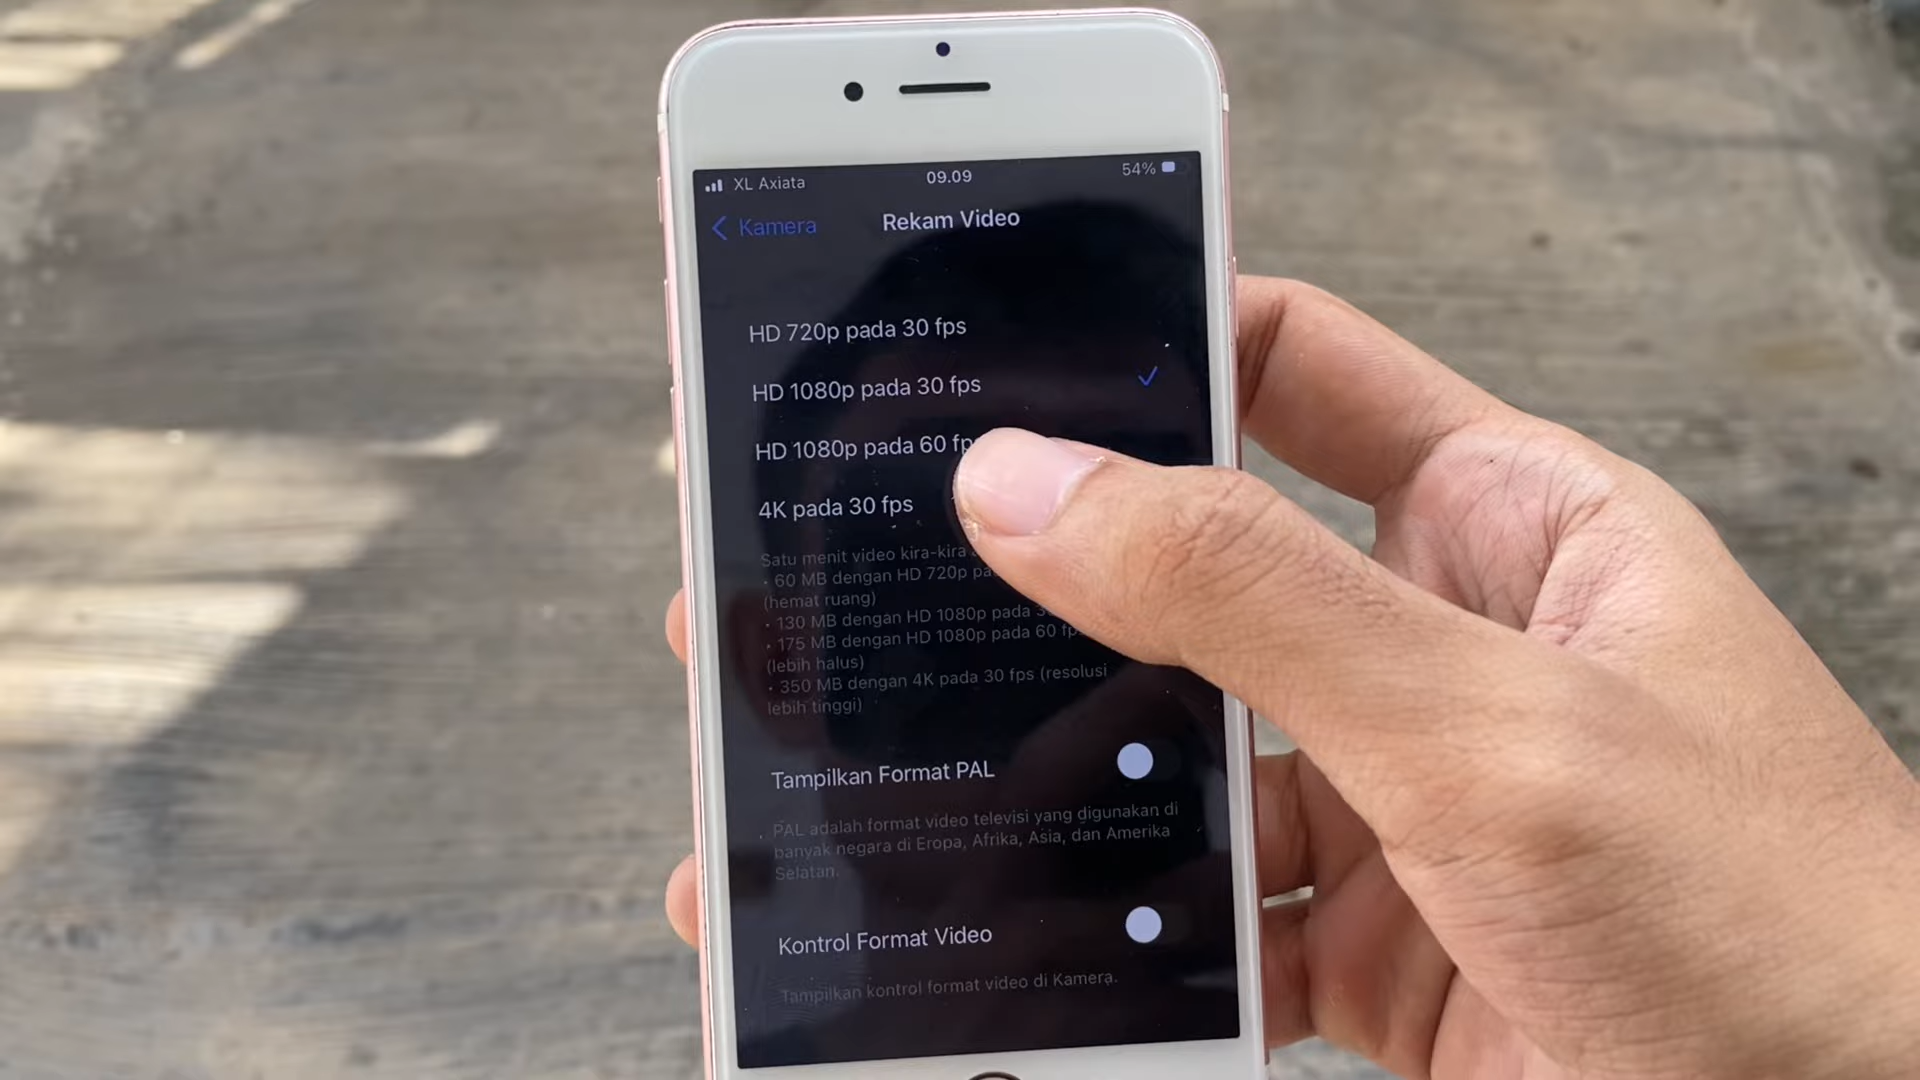 XL Axiata 09.09 54%
Kamera Rekam Video
HD 720p pada 30 fps
HD 1080p pada 30 fps
HD 1080p pada 60
4K pada 30 fps
Satu menit video kira-kira
• 60 MB dengan HD 720p
(hemat ruang)
• 130 MB dengan HD 1080p pada
• 175 MB dengan HD 1080p pada 60
(lebih halus)
• 350 MB dengan 4K pada 30 fps (resolusi
lebih tinggi)
Tampilkan Format PAL
PAL adalah format video televisi yang digunakan di
banyak negara di Eropa, Afrika, Asia, dan Amerika
Selatan.
Kontrol Format Video
Tampilkan kontrol format video di Kamera.